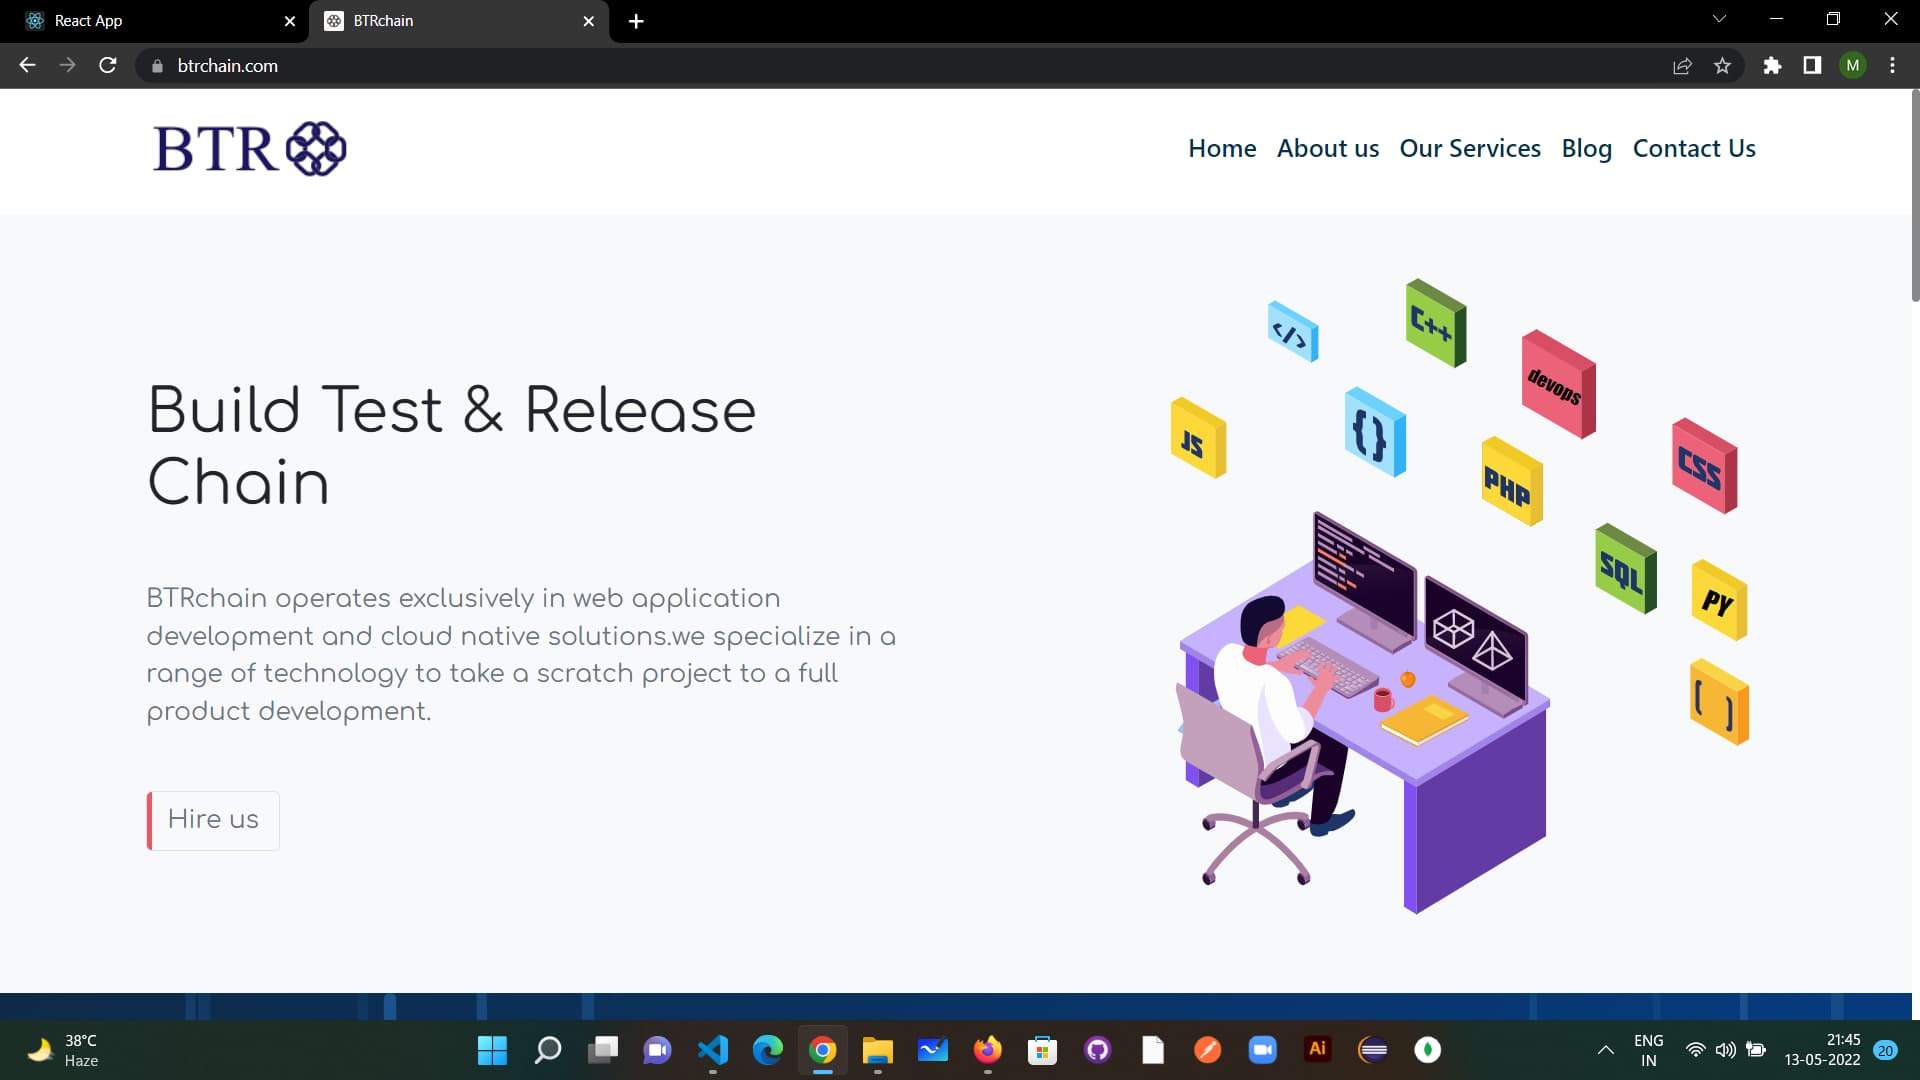 React App
BTRchain
btrchain.com
M
BTR
Home About us Our Services Blog Contact Us
</>
C++
devops
JS
{}
PHP
CSS
SQL
PY
[ ]
Build Test & Release
Chain
BTRchain operates exclusively in web application
development and cloud native solutions.we specialize in a
range of technology to take a scratch project to a full
product development.
Hire us
38°C
Haze
Ai
ENG
IN
21:45
13-05-2022
20